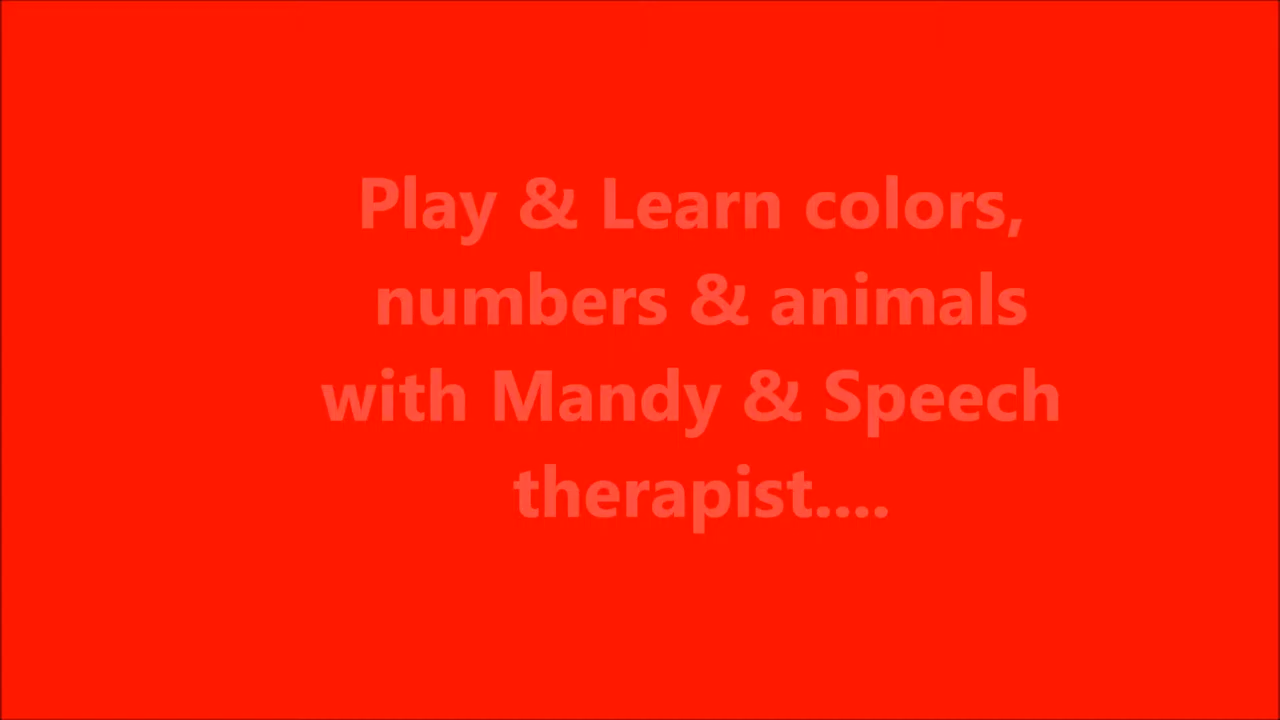 Play & Learn colors,
numbers & animals
with Mandy & Speech
therapist....